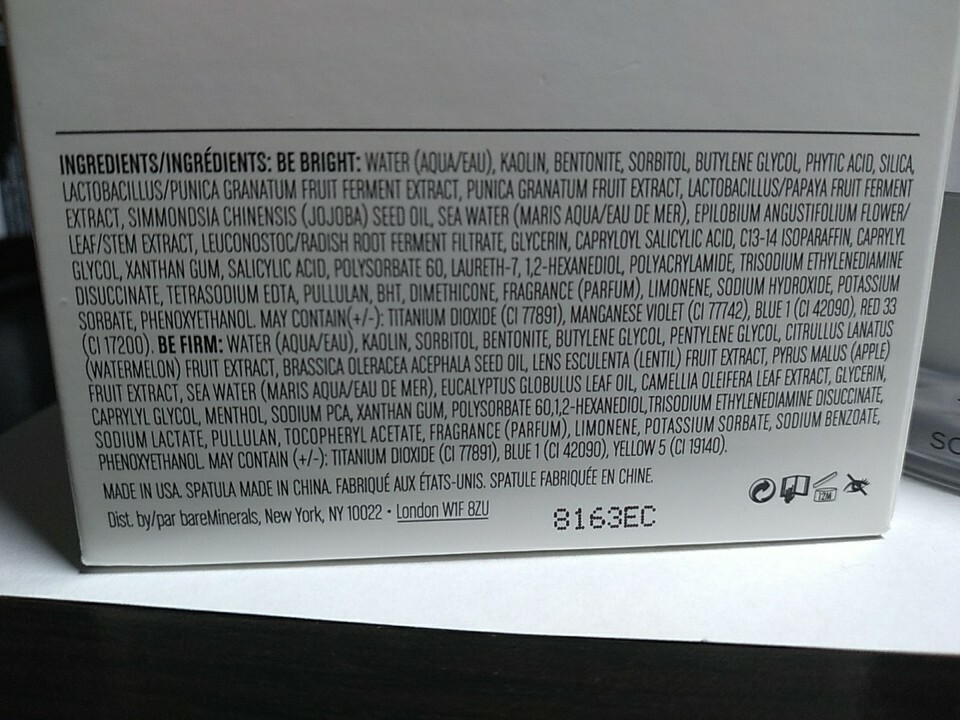 INGREDIENTS/INGRÉDIENTS: BE BRIGHT: WATER (AQUA/EAU), KAOLIN, BENTONITE, SORBITOL, BUTYLENE GLYCOL, PHYTIC ACID, SILICA,
LACTOBACILLUS/PUNICA GRANATUM FRUIT FERMENT EXTRACT, PUNICA GRANATUM FRUIT EXTRACT, LACTOBACILLUS/PAPAYA FRUIT FERMENT
EXTRACT, SIMMONDSIA CHINENSIS (JOJOBA) SEED OIL, SEA WATER (MARIS AQUA/EAU DE MER), EPILOBIUM ANGUSTIFOLIUM FLOWER/
LEAF/STEM EXTRACT, LEUCONOSTOC/RADISH ROOT FERMENT FILTRATE, GLYCERIN, CAPRYLOYL SALICYLIC ACID, C13-14 ISOPARAFFIN, CAPRYLYL
GLYCOL, XANTHAN GUM, SALICYLIC ACID, POLYSORBATE 60, LAURETH-7, 1,2-HEXANEDIOL, POLYACRYLAMIDE, TRISODIUM ETHYLENEDIAMINE
DISUCCINATE, TETRASODIUM EDTA, PULLULAN, BHT, DIMETHICONE, FRAGRANCE (PARFUM), LIMONENE, SODIUM HYDROXIDE, POTASSIUM
SORBATE, PHENOXYETHANOL. MAY CONTAIN(+/-): TITANIUM DIOXIDE (CI 77891), MANGANESE VIOLET (CI 77742), BLUE 1 (CI 42090), RED 33
(CI 17200). BE FIRM: WATER (AQUA/EAU), KAOLIN, SORBITOL, BENTONITE, BUTYLENE GLYCOL, PENTYLENE GLYCOL, CITRULLUS LANATUS
(WATERMELON) FRUIT EXTRACT, BRASSICA OLERACEA ACEPHALA SEED OIL, LENS ESCULENTA (LENTIL) FRUIT EXTRACT, PYRUS MALUS (APPLE)
FRUIT EXTRACT, SEA WATER (MARIS AQUA/EAU DE MER), EUCALYPTUS GLOBULUS LEAF OIL, CAMELLIA OLEIFERA LEAF EXTRACT, GLYCERIN,
CAPRYLYL GLYCOL, MENTHOL, SODIUM PCA, XANTHAN GUM, POLYSORBATE 60,1,2-HEXANEDIOL,TRISODIUM ETHYLENEDIAMINE DISUCCINATE,
SODIUM LACTATE, PULLULAN, TOCOPHERYL ACETATE, FRAGRANCE (PARFUM), LIMONENE, POTASSIUM SORBATE, SODIUM BENZOATE,
PHENOXYETHANOL. MAY CONTAIN (+/-): TITANIUM DIOXIDE (CI 77891), BLUE 1 (CI 42090), YELLOW 5 (CI 19140).
MADE IN USA. SPATULA MADE IN CHINA. FABRIQUÉ AUX ÉTATS-UNIS. SPATULE FABRIQUÉE EN CHINE.
Dist. by/par bareMinerals, New York, NY 10022 • London W1F 8ZU
8163EC
12M